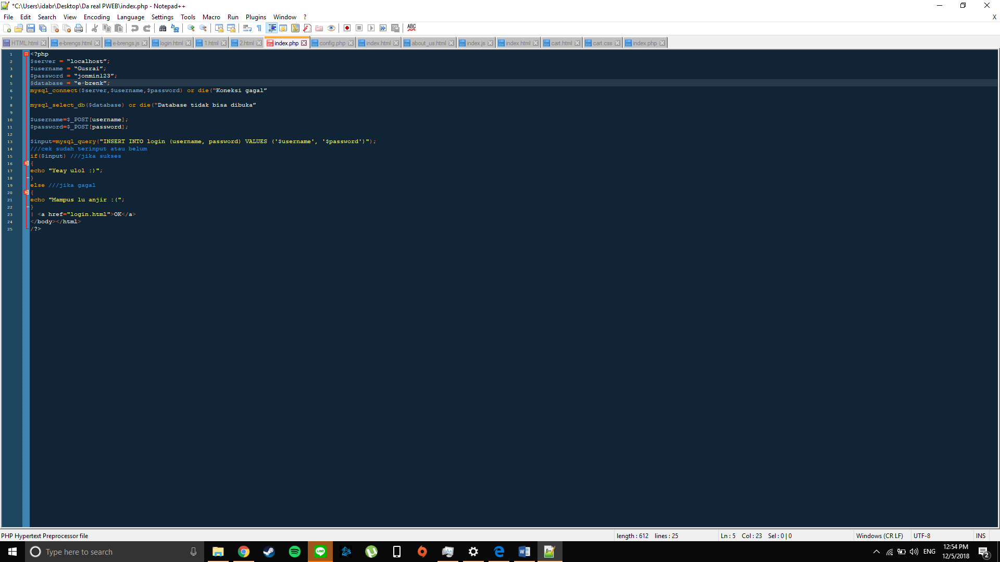 *C:\Users\idabr\Desktop\Da real PWEB\index.php - Notepad++
File Edit Search View Encoding Language Settings Tools Macro Run Plugins Window ? X
ABC
HTML.html e-brengs.html e-brengs.js login.html 1.html 2.html index.php config.php index.html about_us.html index.js index.html cart.html cart.css index.php
1 <?php
2 $server = “localhost”;
3 $username = “Gusrai”;
4 $password = “jonmin123”;
5 $database = “e-brenk”;
6 mysql_connect($server,$username,$password) or die(“Koneksi gagal”
7
8 mysql_select_db($database) or die(“Database tidak bisa dibuka”
9
10 $username=$_POST[username];
11 $password=$_POST[password];
12
13 $input=mysql_query("INSERT INTO login (username, password) VALUES ('$username', '$password')");
14 ///cek sudah terinput atau belum
15 if($input) ///jika sukses
16 {
17 echo "Yeay ulol :)";
18 }
19 else ///jika gagal
20 {
21 echo "Mampus lu anjir :(";
22 }
23 | <a href="login.html">OK</a>
24 </body></html>
25 /?>
PHP Hypertext Preprocessor file length : 612 lines : 25 Ln : 5 Col : 23 Sel : 0 | 0 Windows (CR LF) UTF-8 INS
Type here to search LINE ENG 12:54 PM
12/5/2018 2